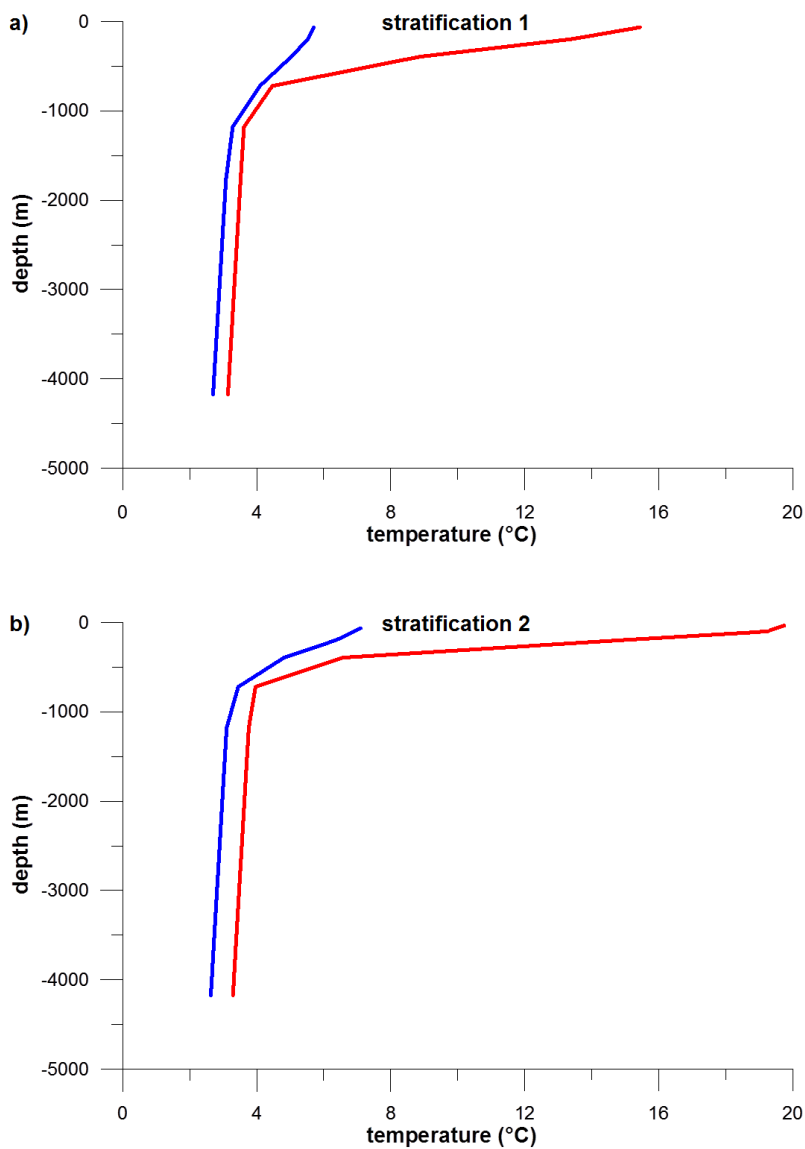 a)
stratification 1
0
-1000
-2000
-3000
-4000
-5000
depth (m)
0 4 8 12 16 20
temperature (°C)
b)
stratification 2
0
-1000
-2000
-3000
-4000
-5000
depth (m)
0 4 8 12 16 20
temperature (°C)